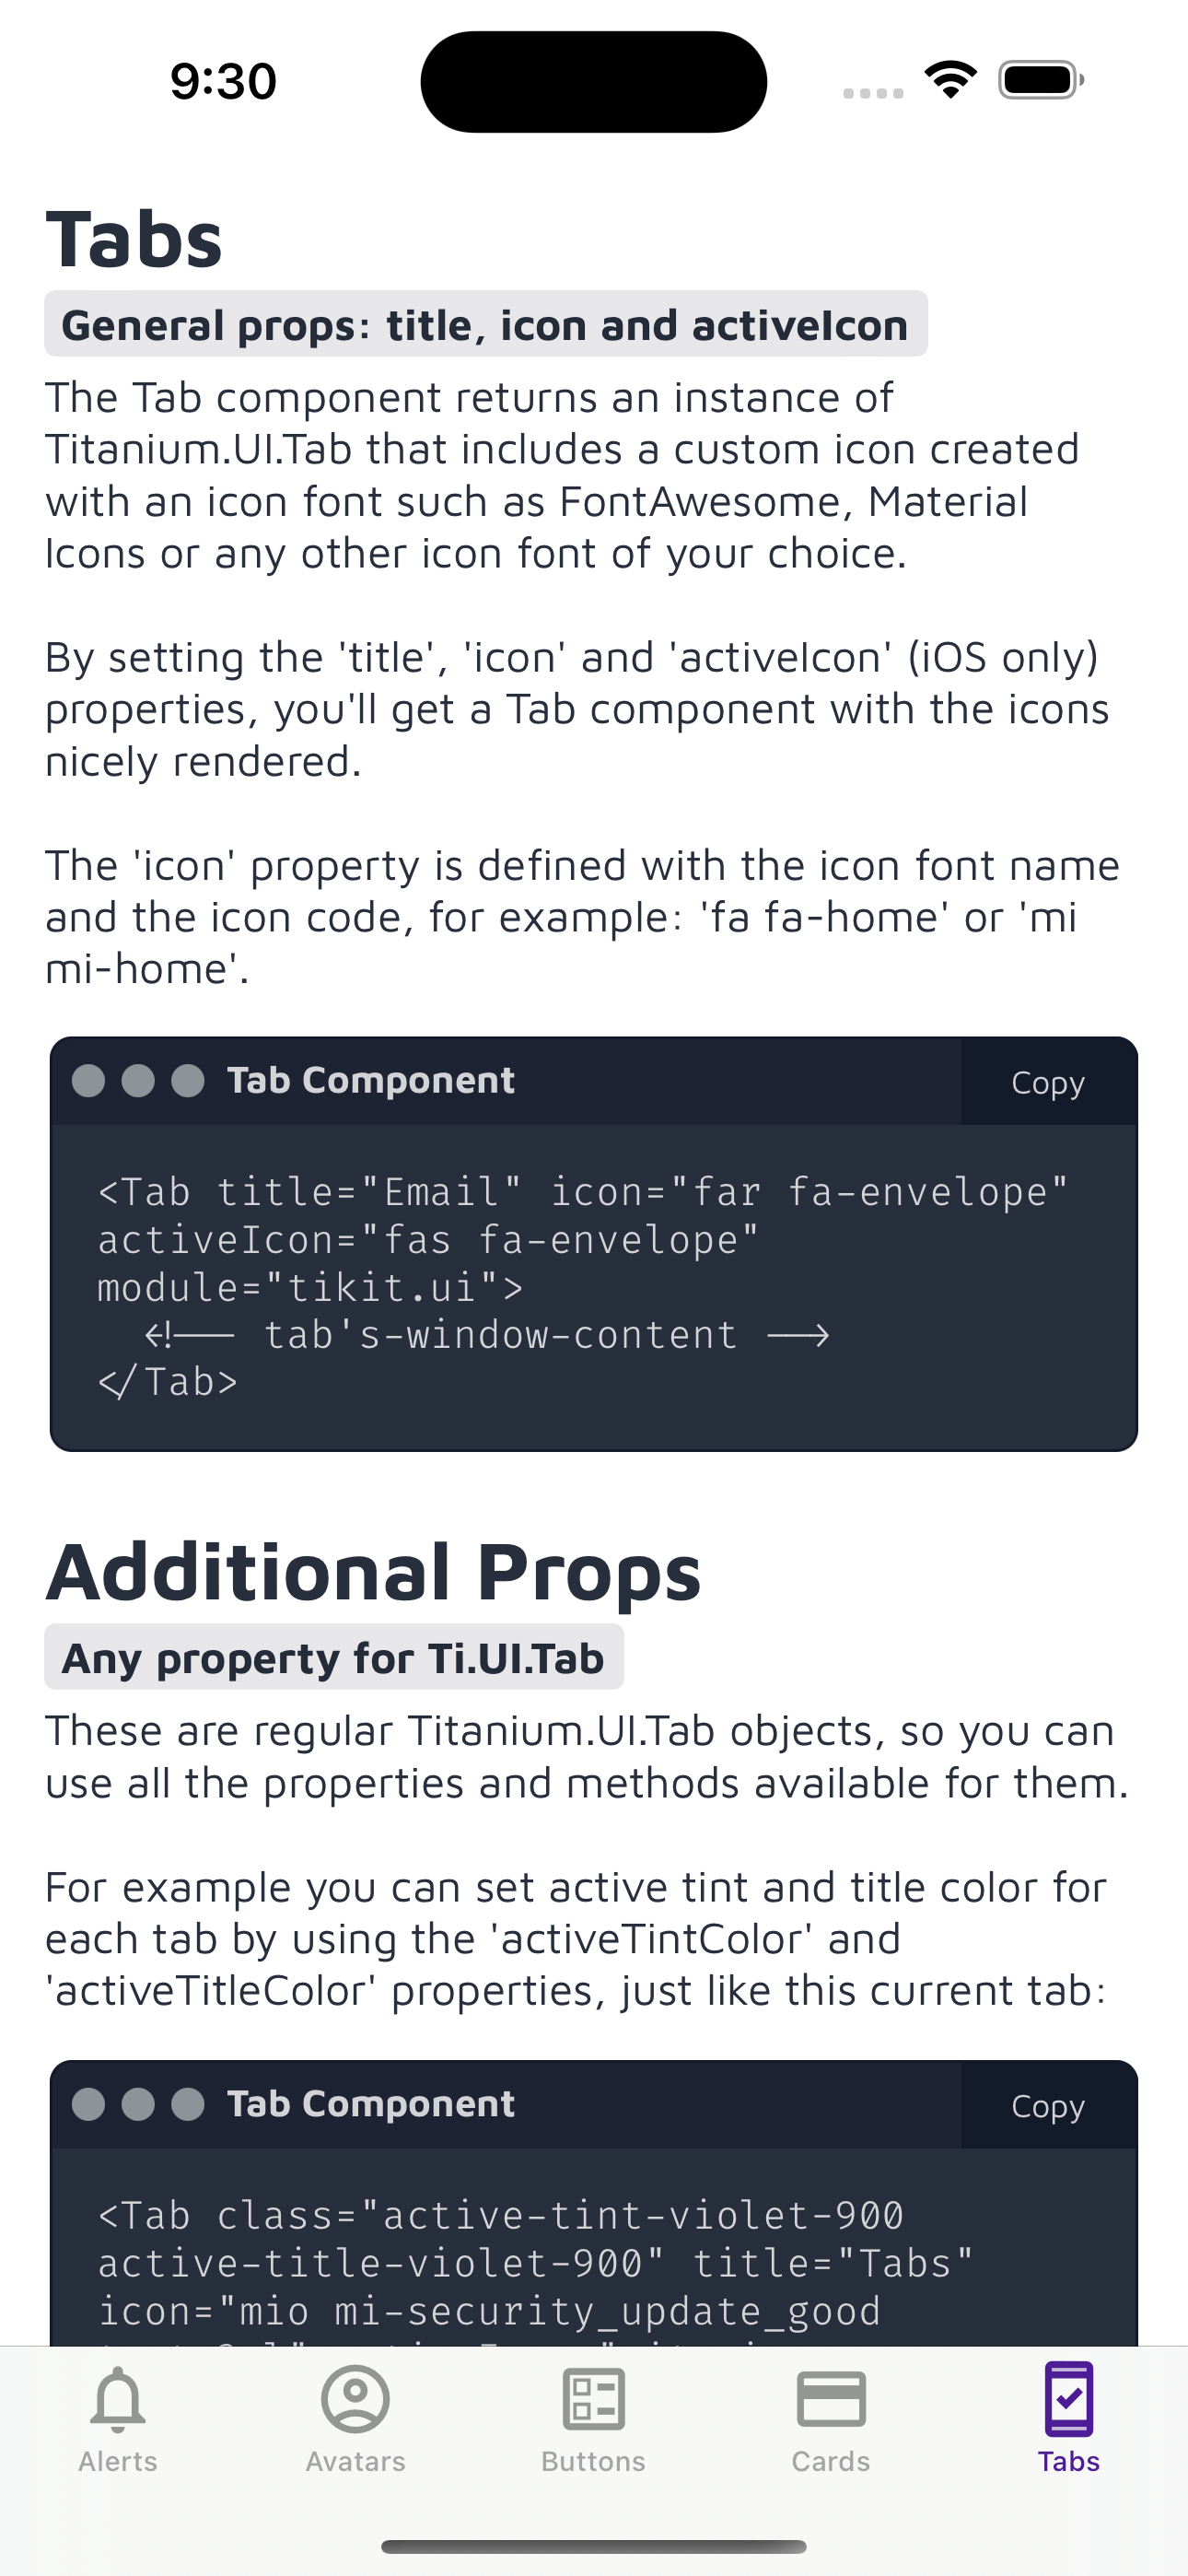 9:30
Tabs
General props: title, icon and activeIcon
The Tab component returns an instance of
Titanium.UI.Tab that includes a custom icon created
with an icon font such as FontAwesome, Material
Icons or any other icon font of your choice.
By setting the 'title', 'icon' and 'activeIcon' (iOS only)
properties, you'll get a Tab component with the icons
nicely rendered.
The 'icon' property is defined with the icon font name
and the icon code, for example: 'fa fa-home' or 'mi
mi-home'.
Tab Component
Copy
<Tab title="Email" icon="far fa-envelope"
activeIcon="fas fa-envelope"
module="tikit.ui">
<!-- tab's-window-content -->
</Tab>
Additional Props
Any property for Ti.UI.Tab
These are regular Titanium.UI.Tab objects, so you can
use all the properties and methods available for them.
For example you can set active tint and title color for
each tab by using the 'activeTintColor' and
'activeTitleColor' properties, just like this current tab:
Tab Component
Copy
<Tab class="active-tint-violet-900
active-title-violet-900" title="Tabs"
icon="mio mi-security_update_good
Alerts
Avatars
Buttons
Cards
Tabs